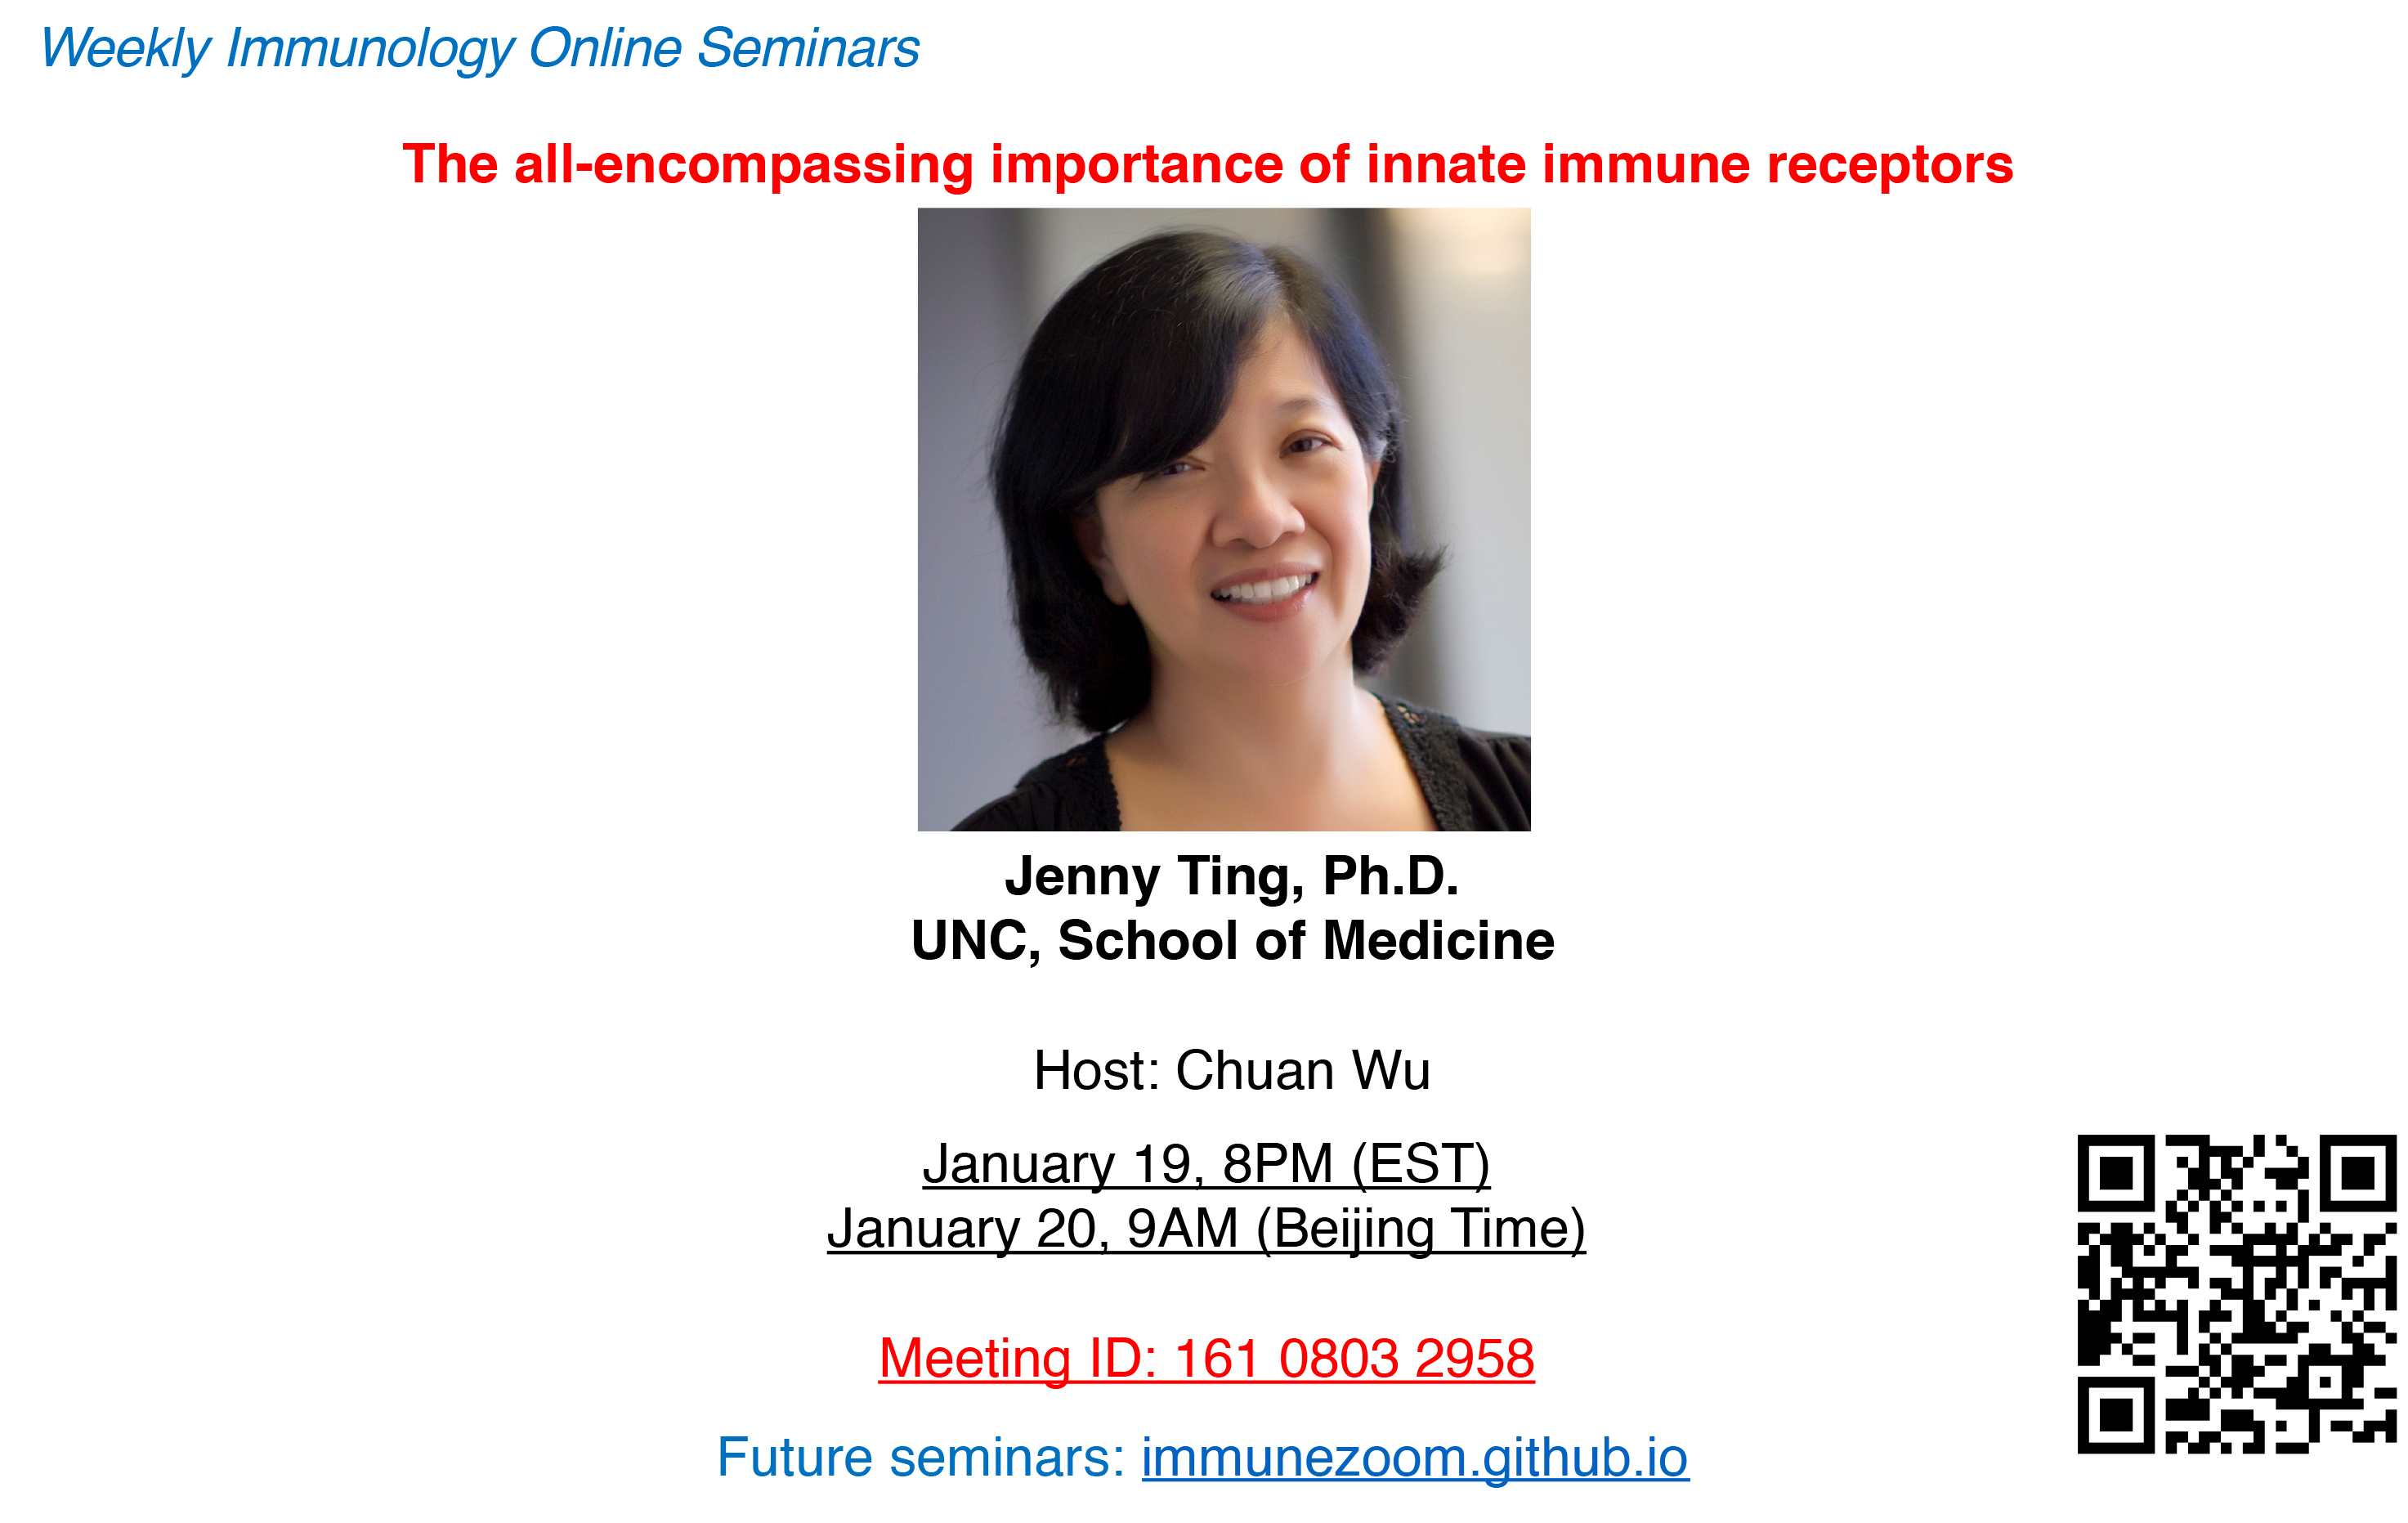 Weekly Immunology Online Seminars
The all-encompassing importance of innate immune receptors
Jenny Ting, Ph.D.
UNC, School of Medicine
Host: Chuan Wu
January 19, 8PM (EST)
January 20, 9AM (Beijing Time)
Meeting ID: 161 0803 2958
Future seminars: immunezoom.github.io